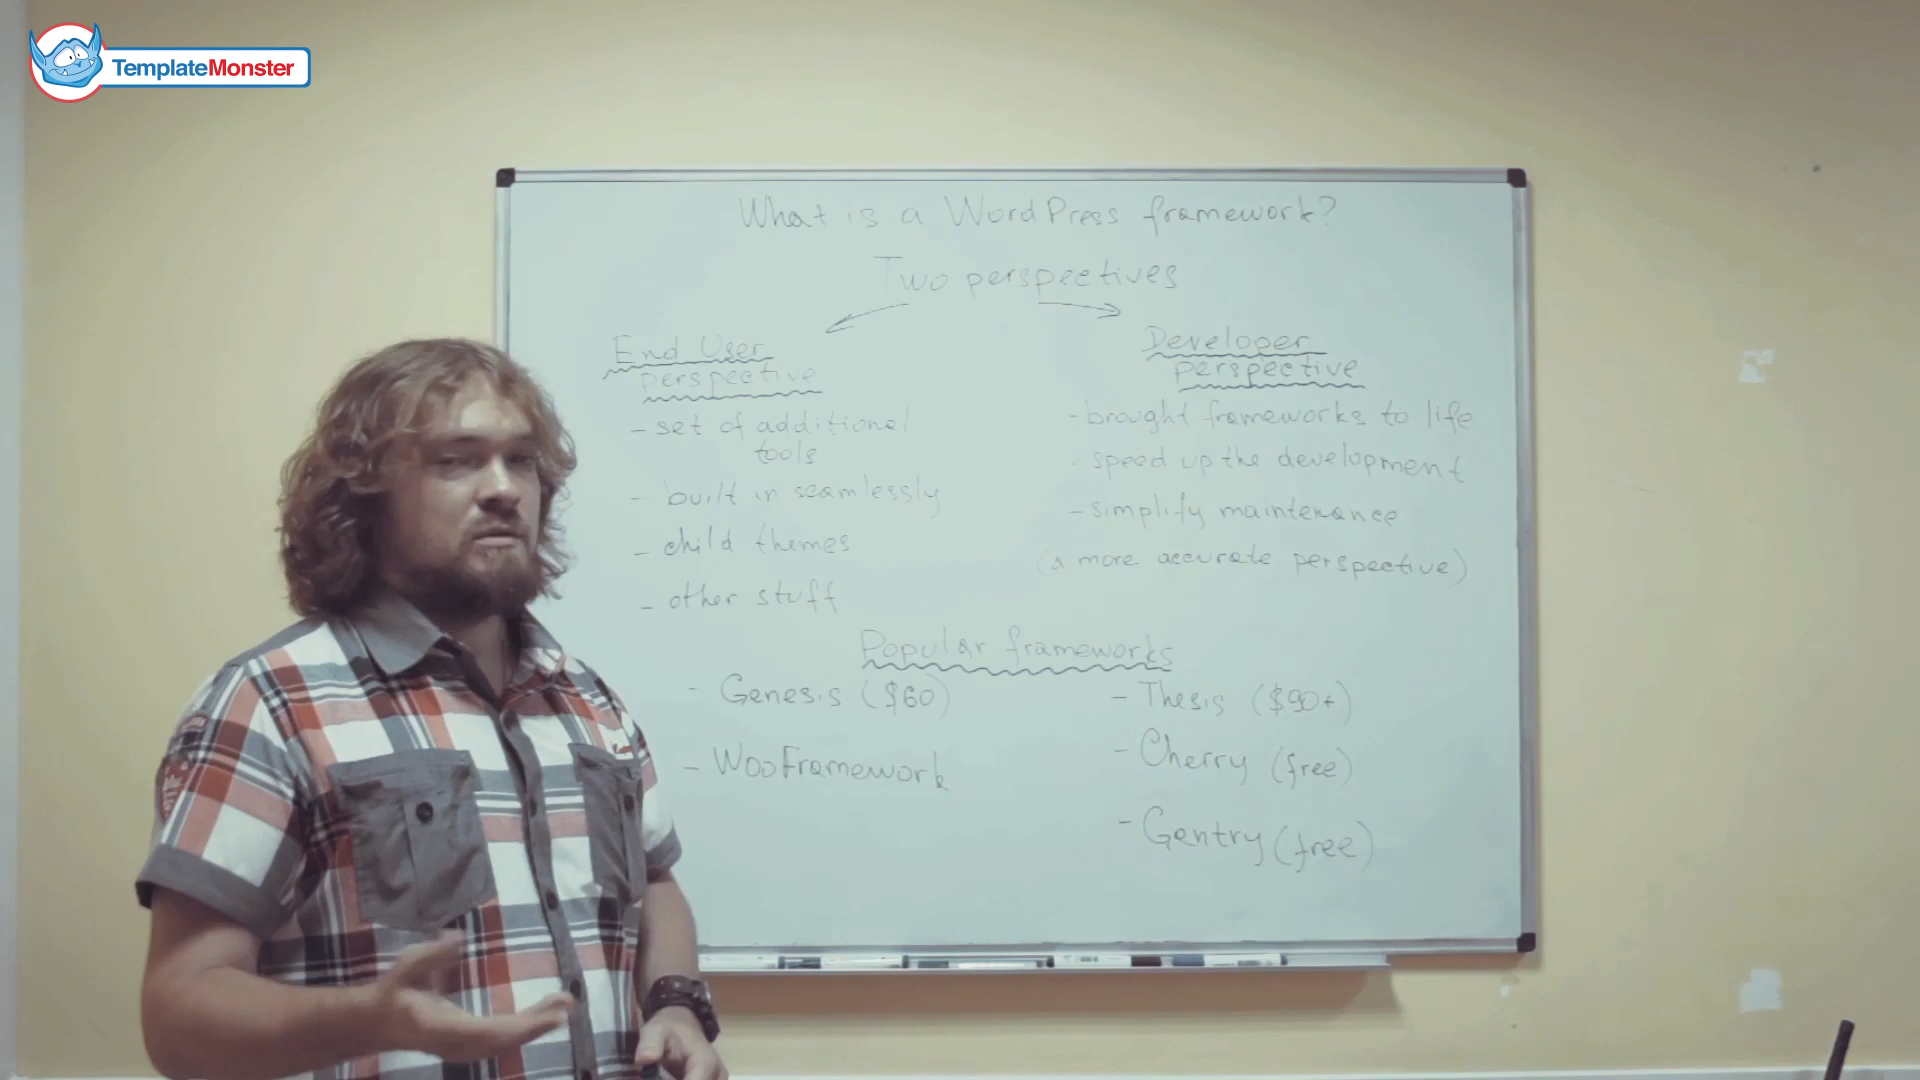 TemplateMonster
What is a WordPress framework?
Two perspectives
End User
perspective
- set of additional
tools
- built in seamlessly
- child themes
- other stuff
Developer
perspective
- brought frameworks to life
- speed up the development
- simplify maintenance
(a more accurate perspective)
Popular frameworks
- Genesis ($60)
- WooFramework
- Thesis ($90+)
- Cherry (free)
- Gentry (free)